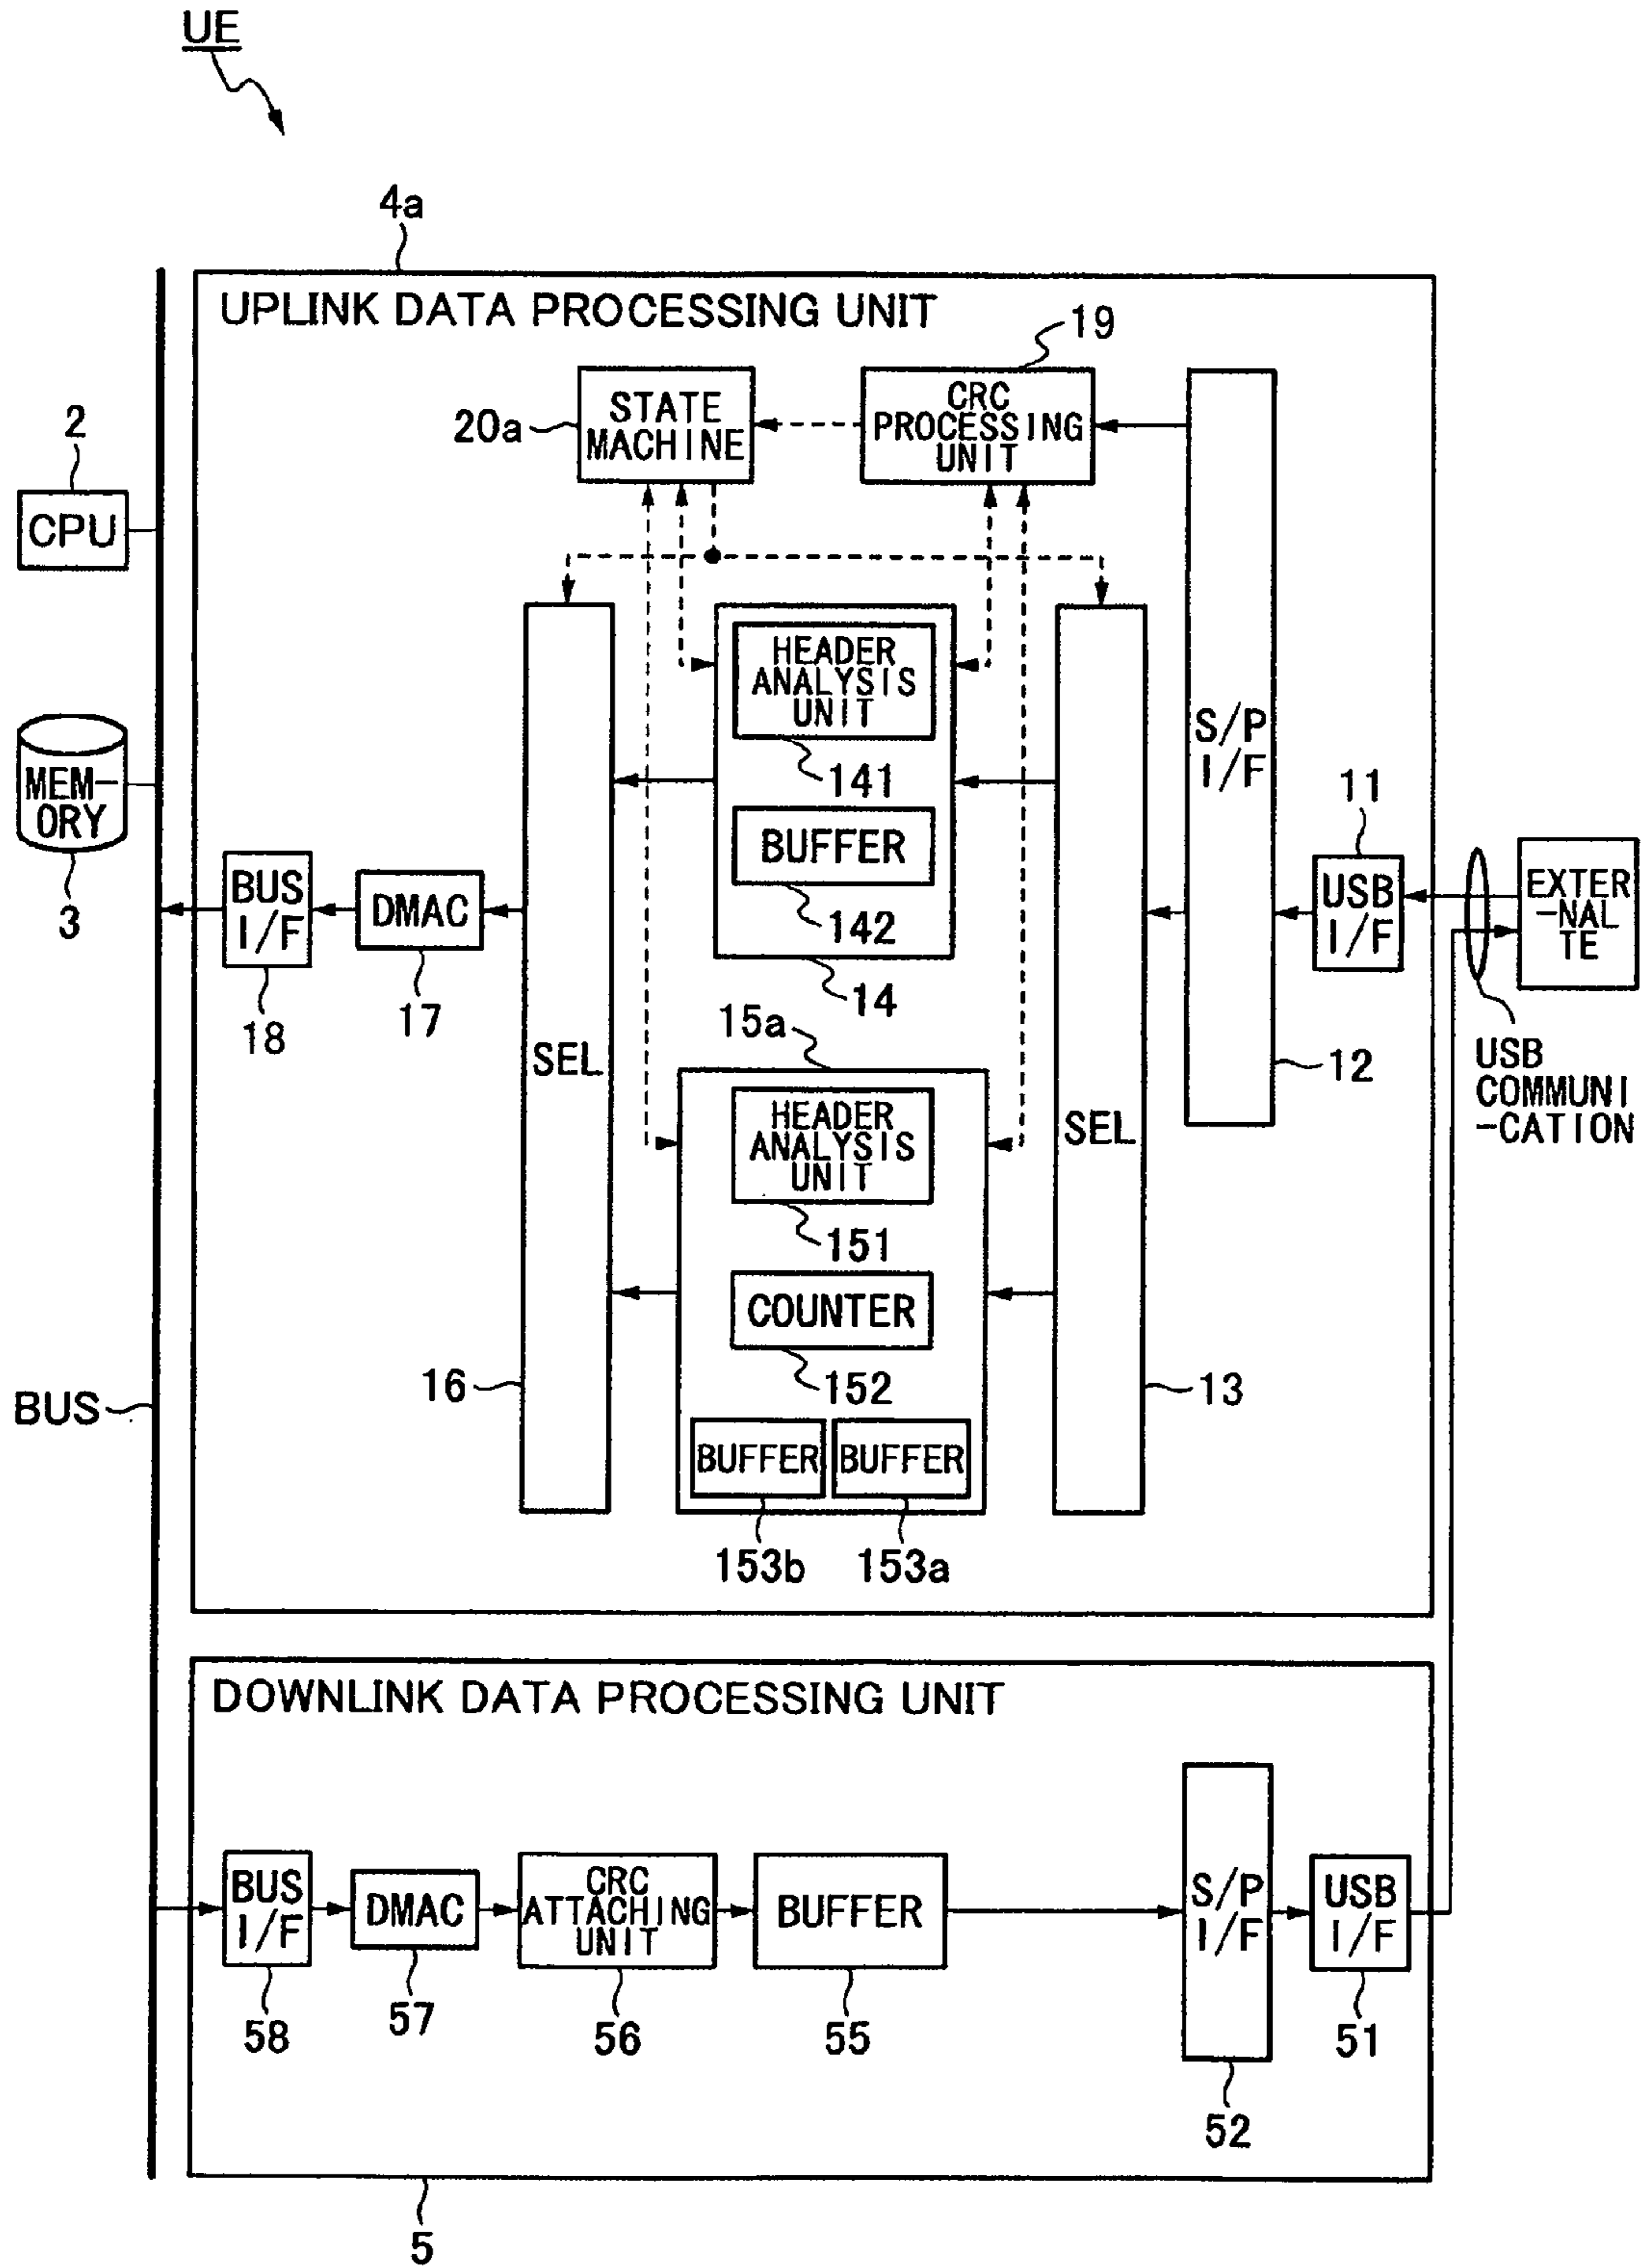 UE
4a
UPLINK DATA PROCESSING UNIT
19
STATE
MACHINE
20a
CRC
PROCESSING
UNIT
2
CPU
HEADER
ANALYSIS
UNIT
141
S/P
I/F
MEM-
ORY
3
BUFFER
142
14
11
USB
I/F
EXTER
-NAL
TE
BUS
I/F
18
DMAC
17
15a
SEL
12
USB
COMMUNI
-CATION
HEADER
ANALYSIS
UNIT
151
SEL
COUNTER
152
16
13
BUS
BUFFER
BUFFER
153b
153a
DOWNLINK DATA PROCESSING UNIT
BUS
I/F
58
DMAC
57
CRC
ATTACHING
UNIT
56
BUFFER
55
S/P
I/F
52
USB
I/F
51
5